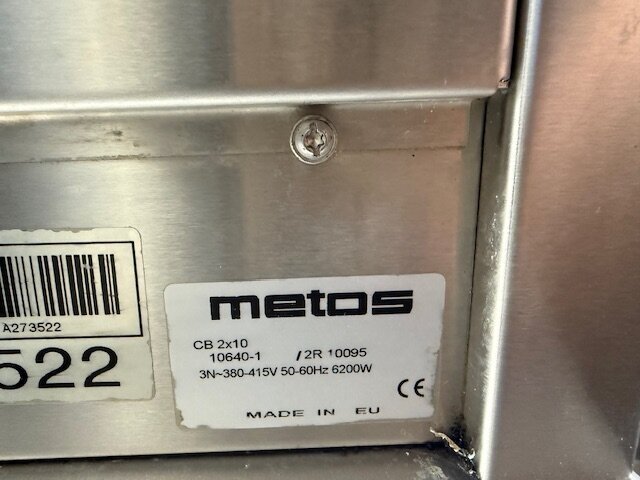 A273522
522
metos
CB 2x10
10640-1 /2R 10095
3N~380-415V 50-60Hz 6200W
CE
MADE IN EU